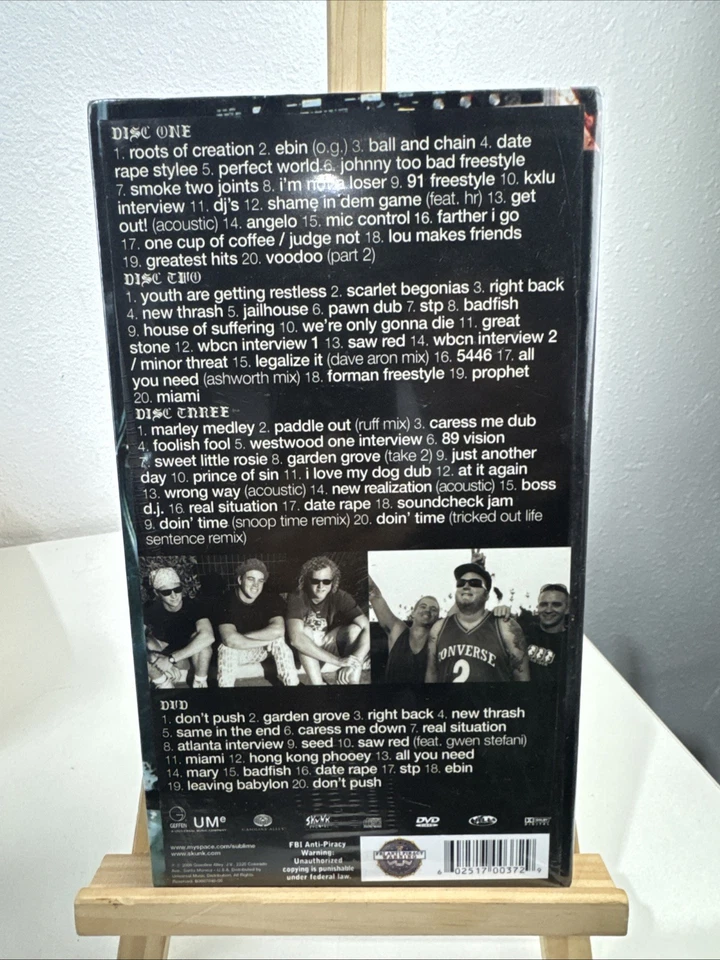 DISC ONE
1. roots of creation 2. ebin (o.g.) 3. ball and chain 4. date
rape stylee 5. perfect world 6. johnny too bad freestyle
7. smoke two joints 8. i'm not a loser 9. 91 freestyle 10. kxlu
interview 11. dj's 12. shame in dem game (feat. hr) 13. get
out! (acoustic) 14. angelo 15. mic control 16. farther i go
17. one cup of coffee / judge not 18. lou makes friends
19. greatest hits 20. voodoo (part 2)
DISC TWO
1. youth are getting restless 2. scarlet begonias 3. right back
4. new thrash 5. jailhouse 6. pawn dub 7. stp 8. badfish
9. house of suffering 10. we're only gonna die 11. great
stone 12. wbcn interview 1 13. saw red 14. wbcn interview 2
/ minor threat 15. legalize it (dave aron mix) 16. 5446 17. all
you need (ashworth mix) 18. forman freestyle 19. prophet
20. miami
DISC THREE
1. marley medley 2. paddle out (ruff mix) 3. caress me dub
4. foolish fool 5. westwood one interview 6. 89 vision
7. sweet little rosie 8. garden grove (take 2) 9. just another
day 10. prince of sin 11. i love my dog dub 12. at it again
13. wrong way (acoustic) 14. new realization (acoustic) 15. boss
d.j. 16. real situation 17. date rape 18. soundcheck jam
9. doin' time (snoop time remix) 20. doin' time (tricked out life
sentence remix)
CONVERSE
2
DVD
1. don't push 2. garden grove 3. right back 4. new thrash
5. same in the end 6. caress me down 7. real situation
8. atlanta interview 9. seed 10. saw red (feat. gwen stefani)
11. miami 12. hong kong phooey 13. all you need
14. mary 15. badfish 16. date rape 17. stp 18. ebin
19. leaving babylon 20. don't push
GEFFEN UMe SKUNK DVD
www.myspace.com/sublime
www.skunk.com
FBI Anti-Piracy
Warning:
Unauthorized
copying is punishable
under federal law.
6 02517 00372 9